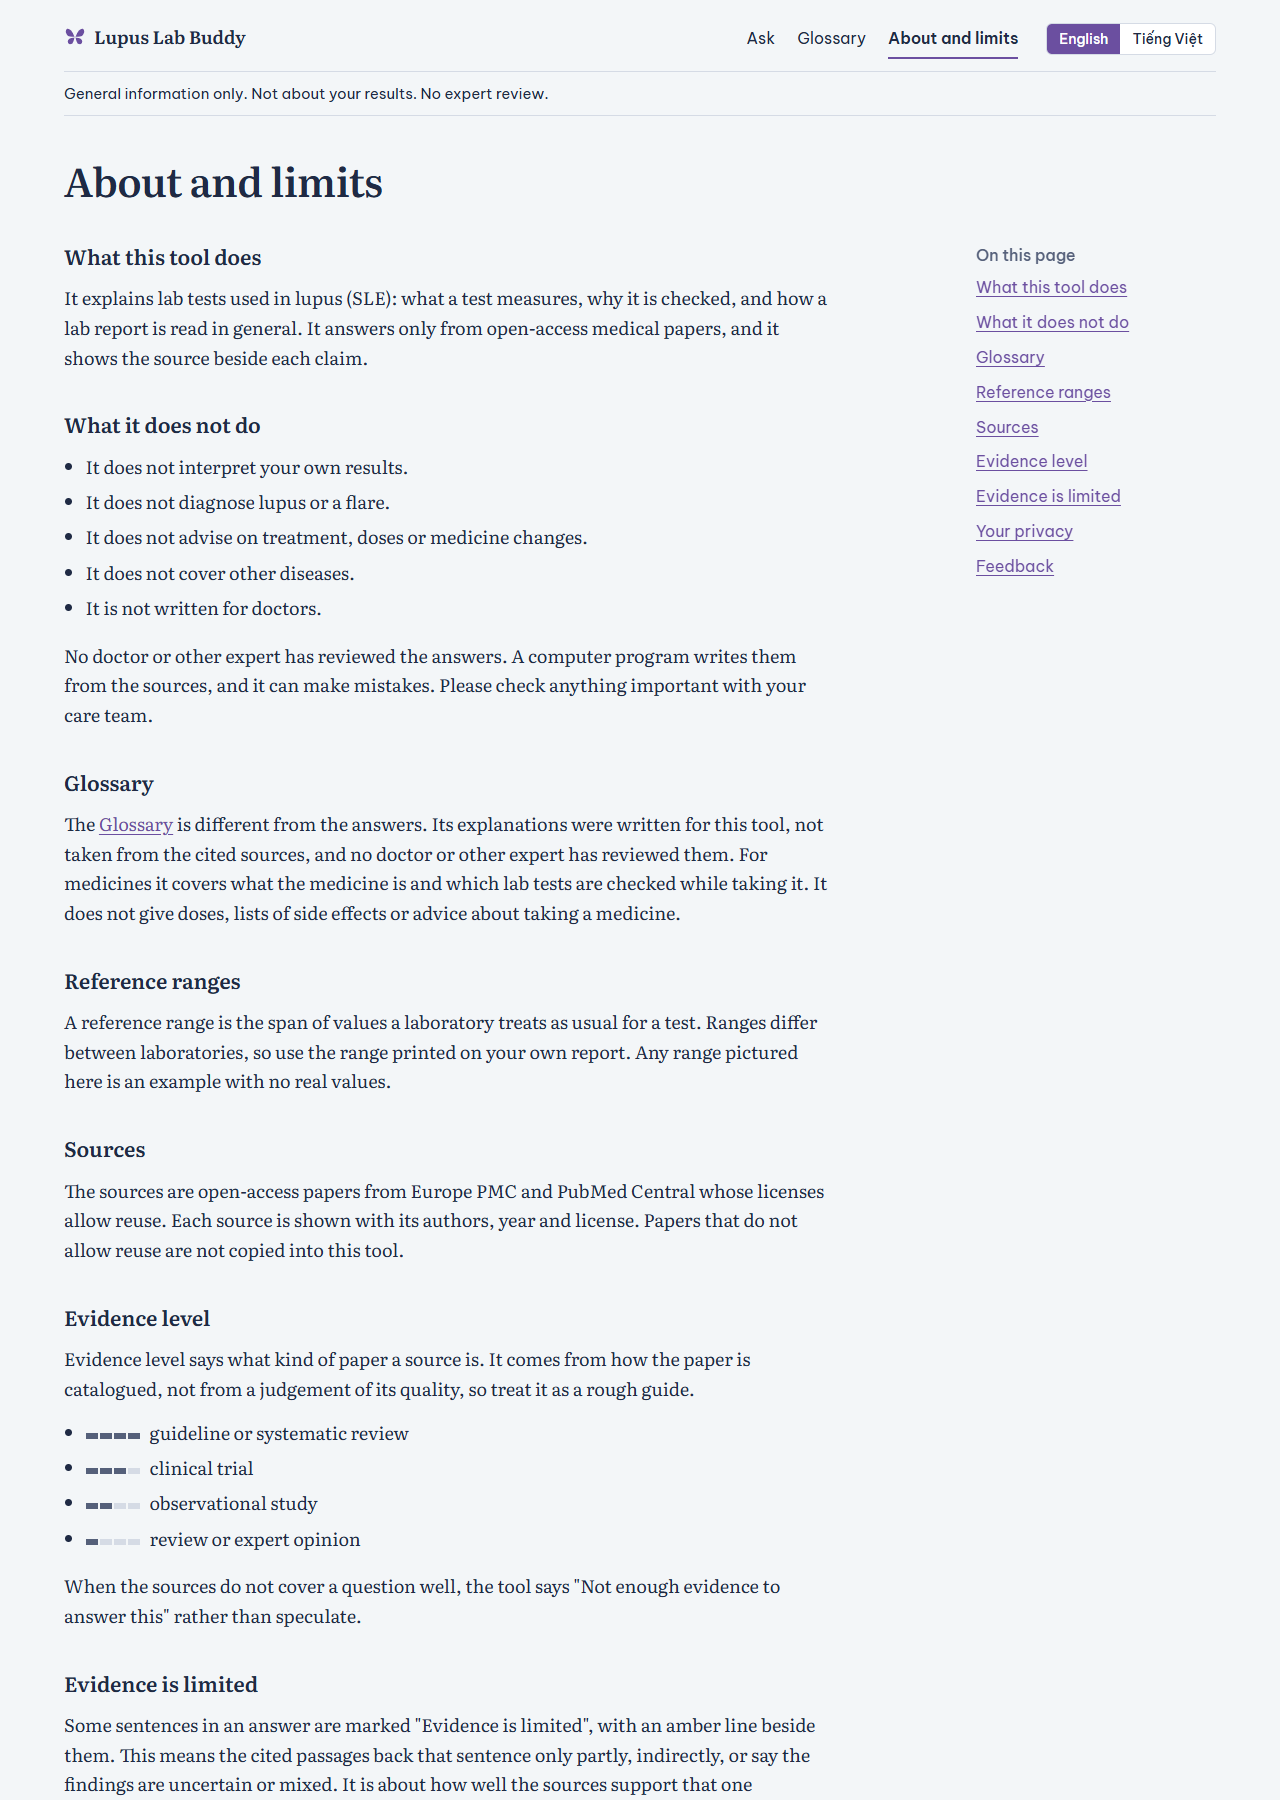 Lupus Lab Buddy
Ask
Glossary
About and limits
English
Tiếng Việt
General information only. Not about your results. No expert review.
About and limits
What this tool does
It explains lab tests used in lupus (SLE): what a test measures, why it is checked, and how a
lab report is read in general. It answers only from open-access medical papers, and it
shows the source beside each claim.
What it does not do
It does not interpret your own results.
It does not diagnose lupus or a flare.
It does not advise on treatment, doses or medicine changes.
It does not cover other diseases.
It is not written for doctors.
No doctor or other expert has reviewed the answers. A computer program writes them
from the sources, and it can make mistakes. Please check anything important with your
care team.
Glossary
The Glossary is different from the answers. Its explanations were written for this tool, not
taken from the cited sources, and no doctor or other expert has reviewed them. For
medicines it covers what the medicine is and which lab tests are checked while taking it. It
does not give doses, lists of side effects or advice about taking a medicine.
Reference ranges
A reference range is the span of values a laboratory treats as usual for a test. Ranges differ
between laboratories, so use the range printed on your own report. Any range pictured
here is an example with no real values.
Sources
The sources are open-access papers from Europe PMC and PubMed Central whose licenses
allow reuse. Each source is shown with its authors, year and license. Papers that do not
allow reuse are not copied into this tool.
Evidence level
Evidence level says what kind of paper a source is. It comes from how the paper is
catalogued, not from a judgement of its quality, so treat it as a rough guide.
guideline or systematic review
clinical trial
observational study
review or expert opinion
When the sources do not cover a question well, the tool says "Not enough evidence to
answer this" rather than speculate.
Evidence is limited
Some sentences in an answer are marked "Evidence is limited", with an amber line beside
them. This means the cited passages back that sentence only partly, indirectly, or say the
findings are uncertain or mixed. It is about how well the sources support that one
On this page
What this tool does
What it does not do
Glossary
Reference ranges
Sources
Evidence level
Evidence is limited
Your privacy
Feedback